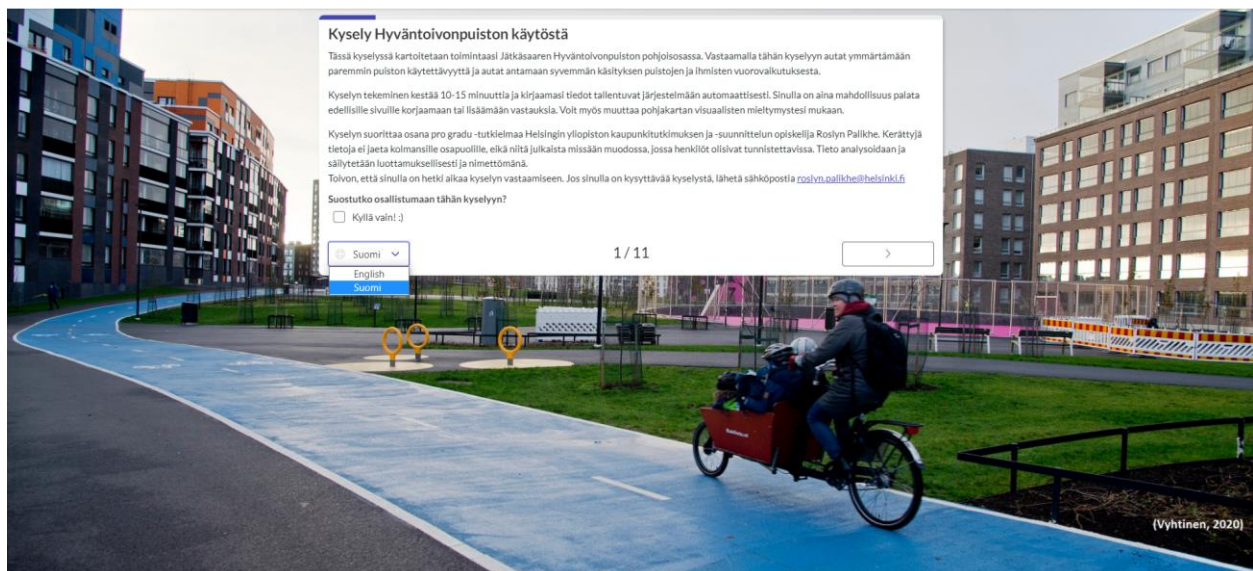 Kysely Hyväntoivonpuiston käytöstä
Tässä kyselyssä kartoitetaan toimintaasi Jätkäsaaren Hyväntoivonpuiston pohjoisosassa. Vastaamalla tähän kyselyyn autat ymmärtämään
paremmin puiston käytettävyyttä ja autat antamaan syvemmän käsityksen puistojen ja ihmisten vuorovaikutuksesta.
Kyselyn tekeminen kestää 10-15 minuuttia ja kirjaamasi tiedot tallentuvat järjestelmään automaattisesti. Sinulla on aina mahdollisuus palata
edellisille sivuille korjaamaan tai lisäämään vastauksia. Voit myös muuttaa pohjakartan visuaalisten mieltymystesi mukaan.
Kyselyn suorittaa osana pro gradu -tutkielmaa Helsingin yliopiston kaupunkitutkimuksen ja -suunnittelun opiskelija Roslyn Palikhe. Kerättyjä
tietoja ei jaeta kolmansille osapuolille, eikä niitä julkaista missään muodossa, jossa henkilöt olisivat tunnistettavissa. Tieto analysoidaan ja
säilytetään luottamuksellisesti ja nimettömänä.
Toivon, että sinulla on hetki aikaa kyselyn vastaamiseen. Jos sinulla on kysyttävää kyselystä, lähetä sähköpostia roslyn.palikhe@helsinki.fi
Suostutko osallistumaan tähän kyselyyn?
Kyllä vain! :)
Suomi
1 / 11
English
Suomi
(Vyhtinen, 2020)